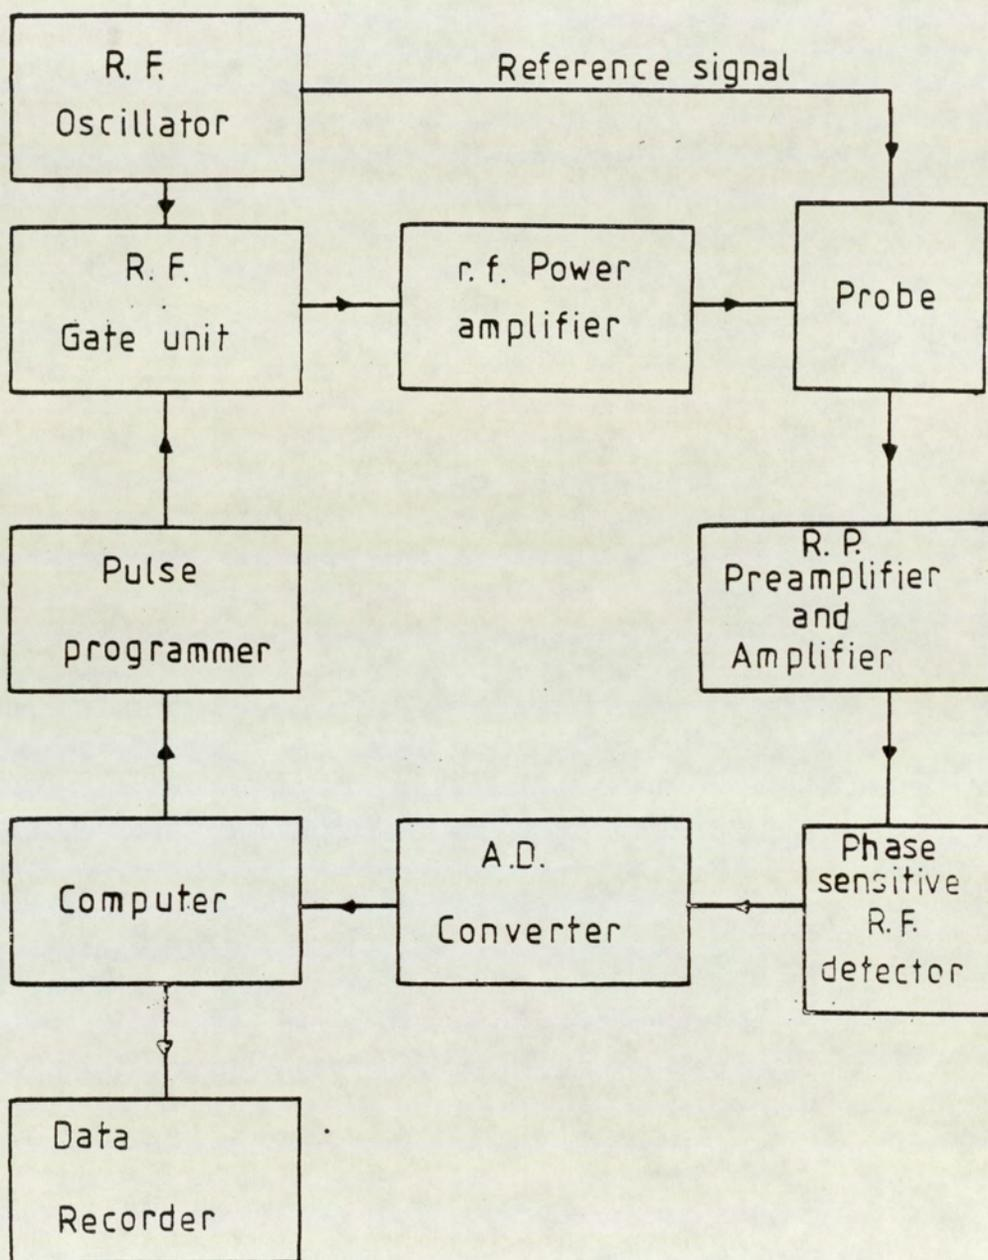 R. F.
Oscillator
Reference signal
R. F.
Gate unit
r.f. Power
amplifier
Probe
Pulse
programmer
R. P.
Preamplifier
and
Amplifier
Computer
A.D.
Converter
Phase
sensitive
R. F.
detector
Data
Recorder